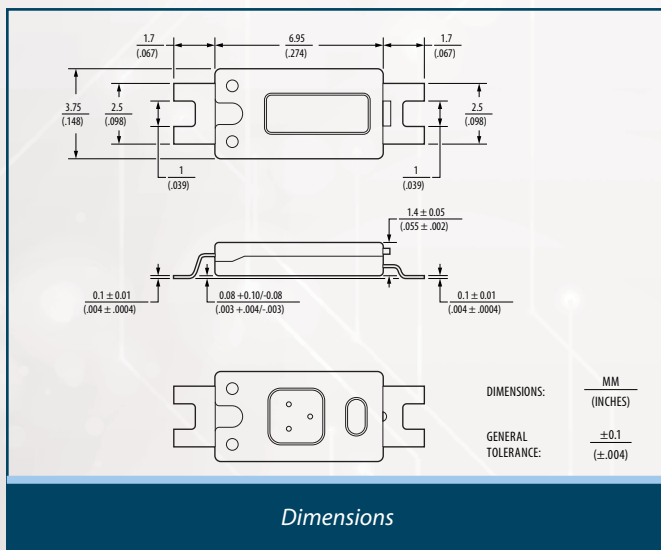 1.7
(.067)
6.95
(.274)
1.7
(.067)
3.75
(.148)
2.5
(.098)
2.5
(.098)
1
(.039)
1
(.039)
1.4 ± 0.05
(.055 ± .002)
0.1 ± 0.01
(.004 ± .0004)
0.08 +0.10/-0.08
(.003 +.004/-.003)
0.1 ± 0.01
(.004 ± .0004)
DIMENSIONS:
MM
(INCHES)
GENERAL
TOLERANCE:
±0.1
(±.004)
Dimensions